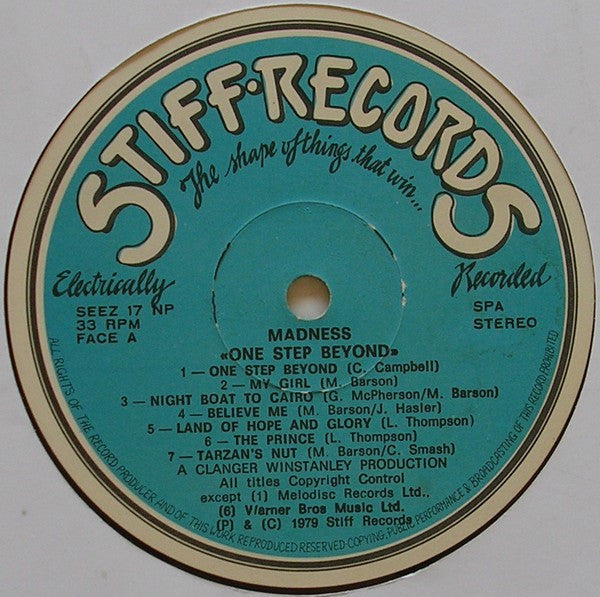 STIFF·RECORDS
The shape of things that win...
Electrically
Recorded
SEEZ 17 NP
33 RPM
FACE A
SPA
STEREO
MADNESS
«ONE STEP BEYOND»
1 — ONE STEP BEYOND (C. Campbell)
2 — MY GIRL (M. Barson)
3 — NIGHT BOAT TO CAIRO (G. McPherson/M. Barson)
4 — BELIEVE ME (M. Barson/J. Hasler)
5 — LAND OF HOPE AND GLORY (L. Thompson)
6 — THE PRINCE (L. Thompson)
7 — TARZAN'S NUT (M. Barson/C. Smash)
A CLANGER WINSTANLEY PRODUCTION
All titles Copyright Control
except (1) Melodisc Records Ltd.,
(6) Warner Bros Music Ltd.
(P) & (C) 1979 Stiff Records
ALL RIGHTS OF THE RECORD PRODUCER AND OF THIS WORK REPRODUCED RESERVED-COPYING, PUBLIC PERFORMANCE & BROADCASTING OF THIS RECORD PROHIBITED